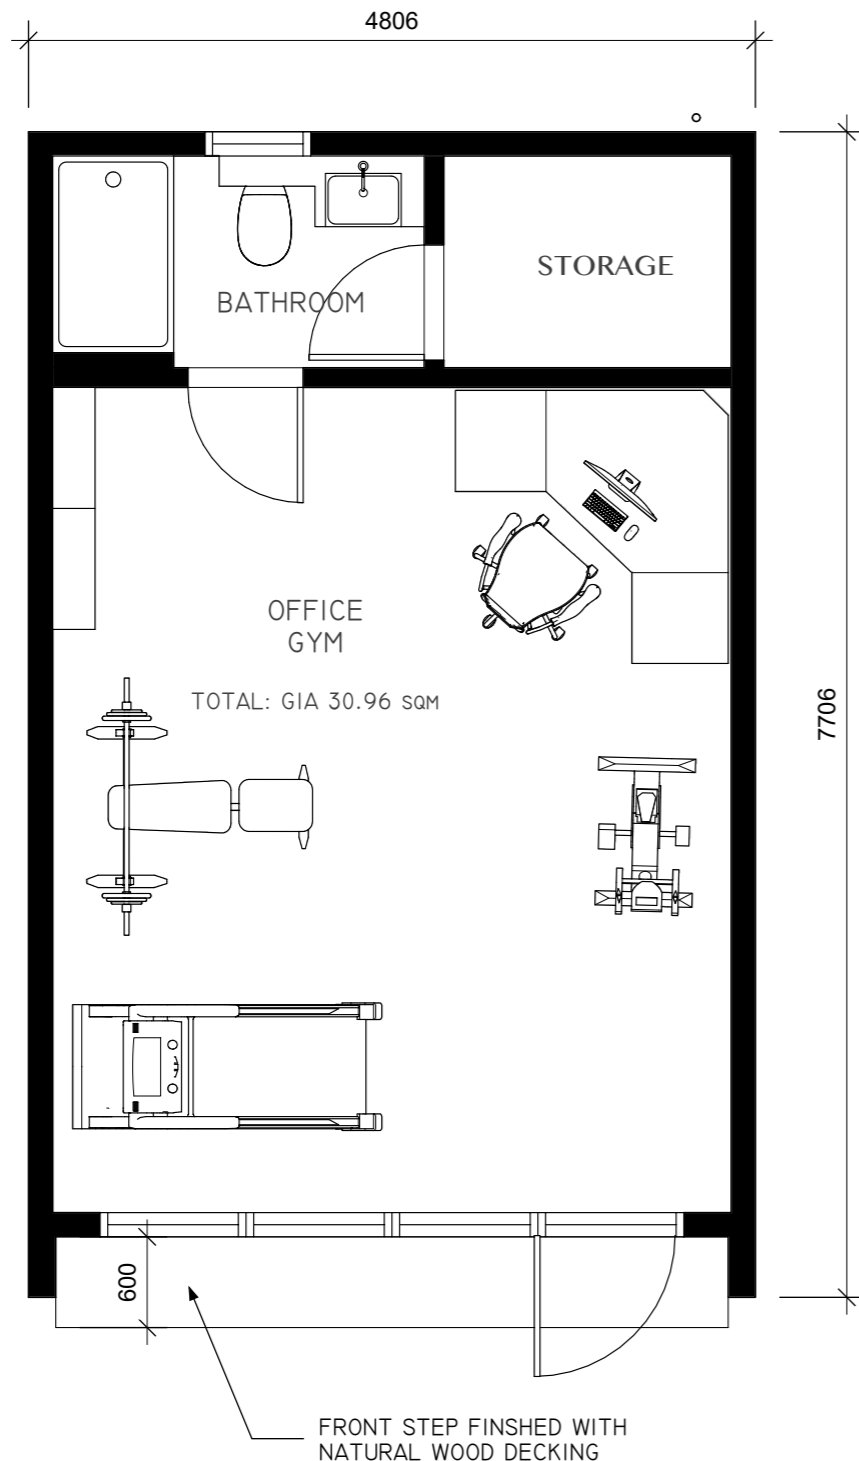 4806
STORAGE
BATHROOM
OFFICE
GYM
TOTAL: GIA 30.96 SQM
7706
600
FRONT STEP FINSHED WITH
NATURAL WOOD DECKING